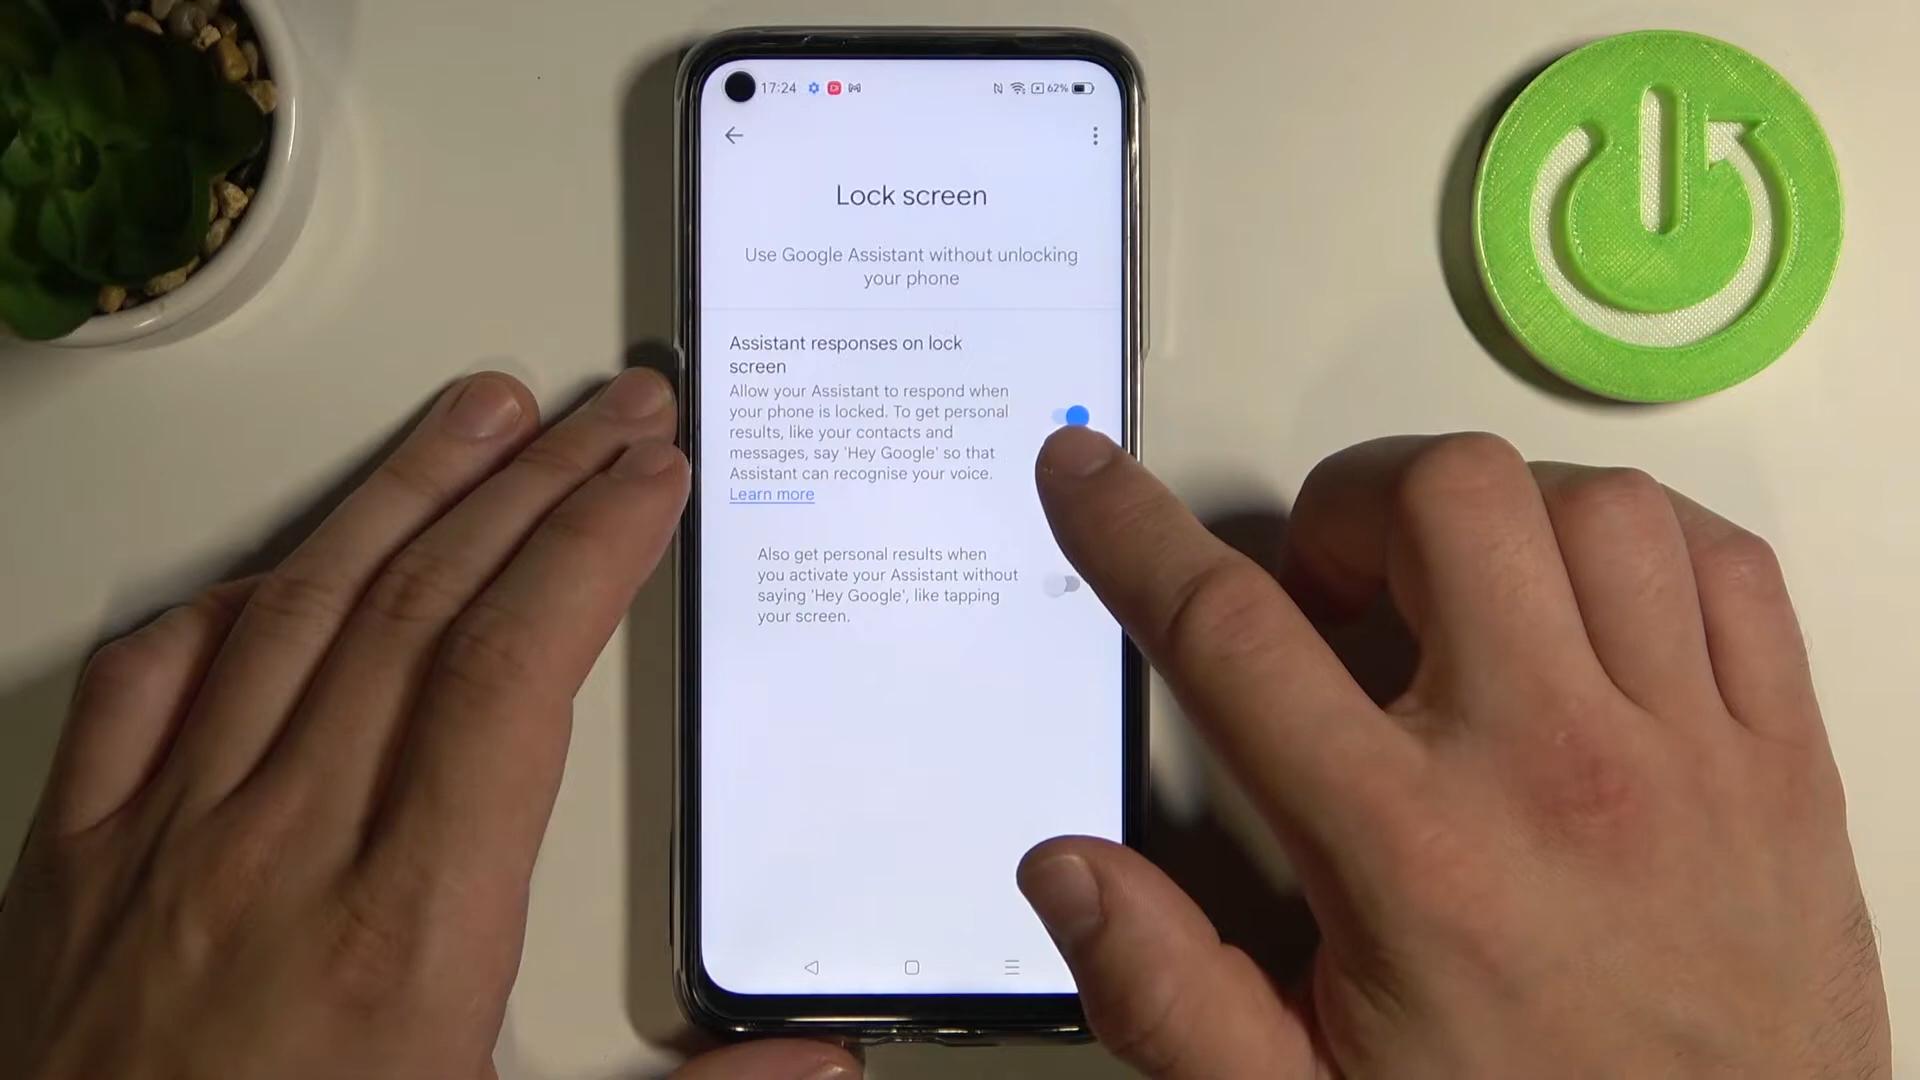 17:24
62%
Lock screen
Use Google Assistant without unlocking
your phone
Assistant responses on lock
screen
Allow your Assistant to respond when
your phone is locked. To get personal
results, like your contacts and
messages, say 'Hey Google' so that
Assistant can recognise your voice.
Learn more
Also get personal results when
you activate your Assistant without
saying 'Hey Google', like tapping
your screen.